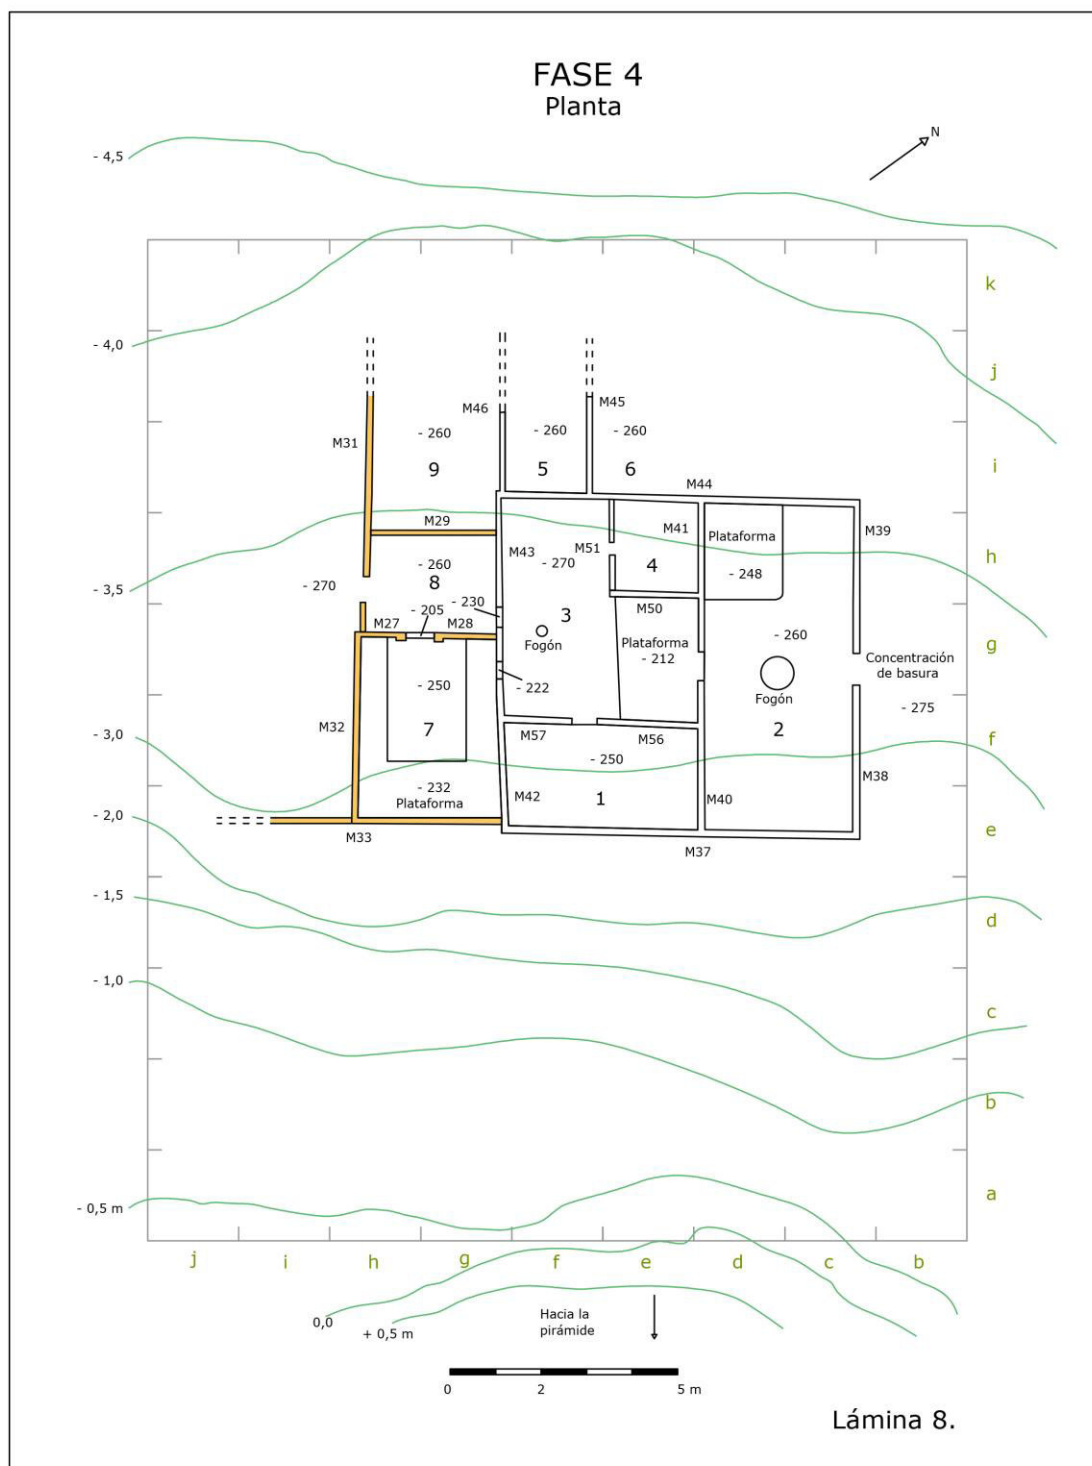 FASE 4
Planta
N
- 4,5
k
- 4,0
j
M46
M45
M31
- 260
- 260
- 260
i
9
5
6
M44
M29
M43
M51
M41
Plataforma
M39
- 260
- 270
h
- 270
8
4
- 248
- 3,5
- 230
- 205
3
M50
M27
M28
Fogón
Plataforma
- 212
- 260
g
Concentración
de basura
- 250
- 222
Fogón
- 275
M32
7
M57
M56
2
- 3,0
f
- 250
- 232
Plataforma
M42
1
M40
M38
- 2,0
M33
M37
e
- 1,5
d
- 1,0
c
b
a
- 0,5 m
j
i
h
g
f
e
d
c
b
0,0
+ 0,5 m
Hacia la
pirámide
0
2
5 m
Lámina 8.